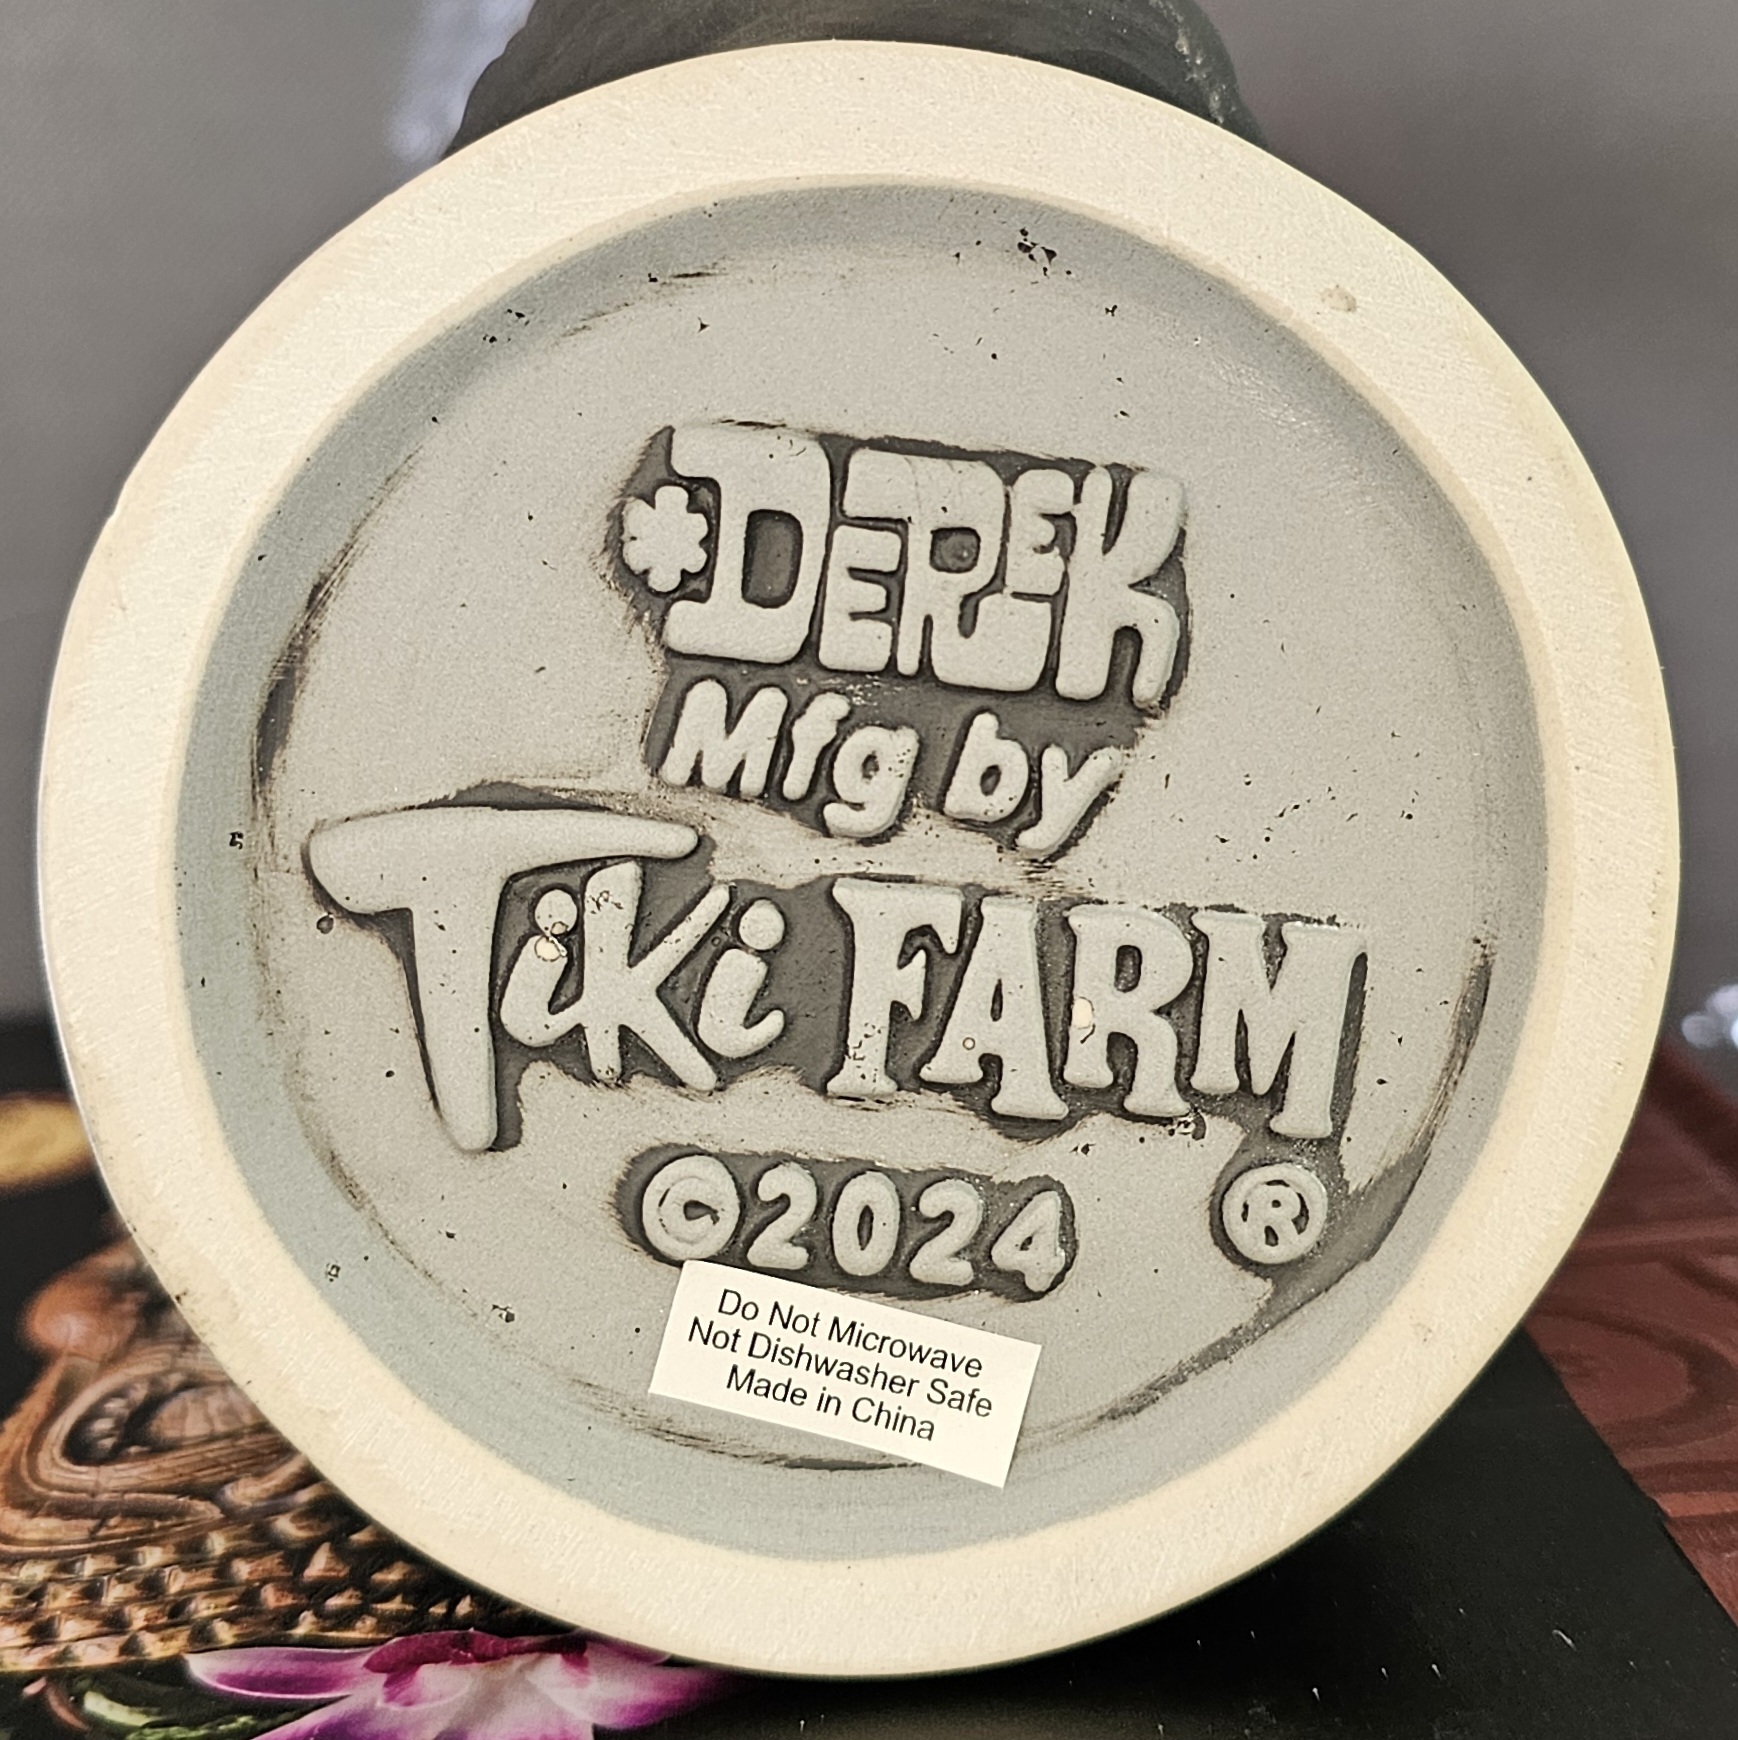 DEREK
Mfg by
Tiki FARM
©2024 ®
Do Not Microwave
Not Dishwasher Safe
Made in China